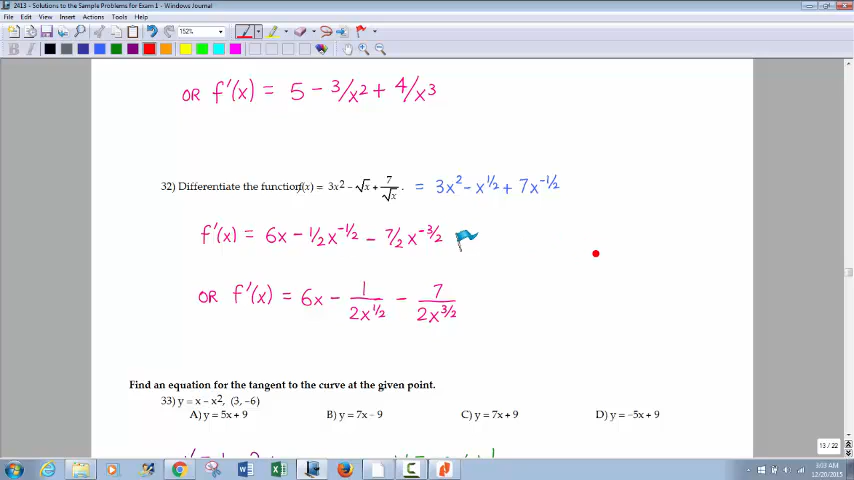 2413 - Solutions to the Sample Problems for Exam 1 - Windows Journal
File Edit View Insert Actions Tools Help
152%
B I
OR f'(x) = 5 - 3/x² + 4/x³
32) Differentiate the function f(x) = 3x² - √x + 7/√x . = 3x² - x^1/2 + 7x^-1/2
f'(x) = 6x - 1/2 x^-1/2 - 7/2 x^-3/2
OR f'(x) = 6x - 1/(2x^1/2) - 7/(2x^3/2)
Find an equation for the tangent to the curve at the given point.
33) y = x - x², (3, -6)
A) y = 5x + 9 B) y = 7x - 9 C) y = 7x + 9 D) y = -5x + 9
13 / 22
3:03 AM
12/20/2015